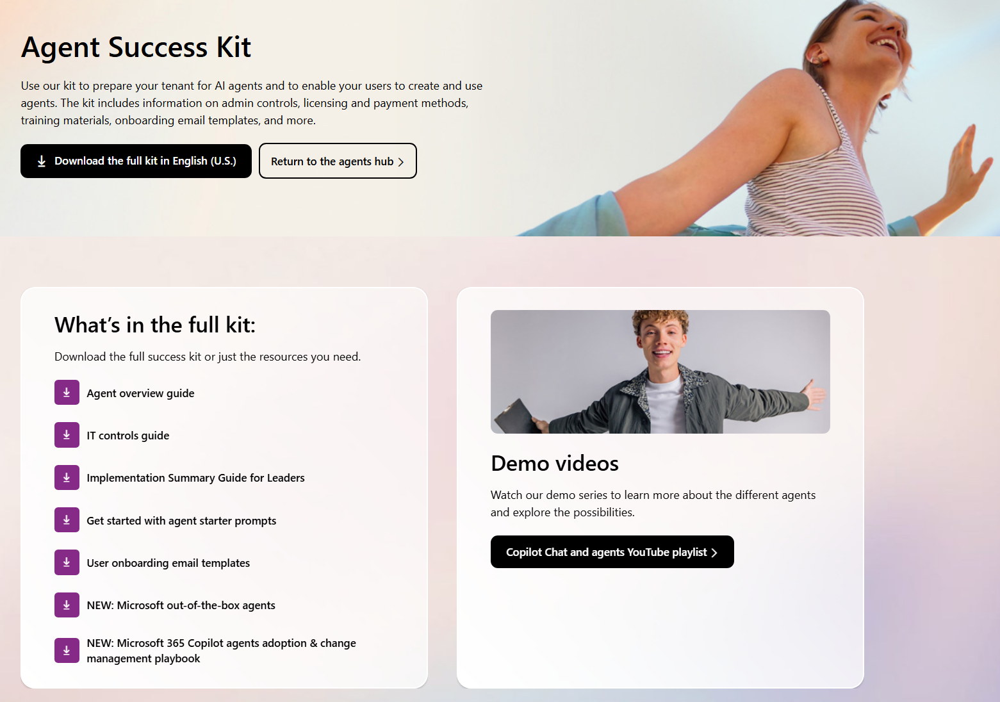 Agent Success Kit
Use our kit to prepare your tenant for AI agents and to enable your users to create and use
agents. The kit includes information on admin controls, licensing and payment methods,
training materials, onboarding email templates, and more.
Download the full kit in English (U.S.)
Return to the agents hub
What’s in the full kit:
Download the full success kit or just the resources you need.
Agent overview guide
IT controls guide
Implementation Summary Guide for Leaders
Get started with agent starter prompts
User onboarding email templates
NEW: Microsoft out-of-the-box agents
NEW: Microsoft 365 Copilot agents adoption & change
management playbook
Demo videos
Watch our demo series to learn more about the different agents
and explore the possibilities.
Copilot Chat and agents YouTube playlist